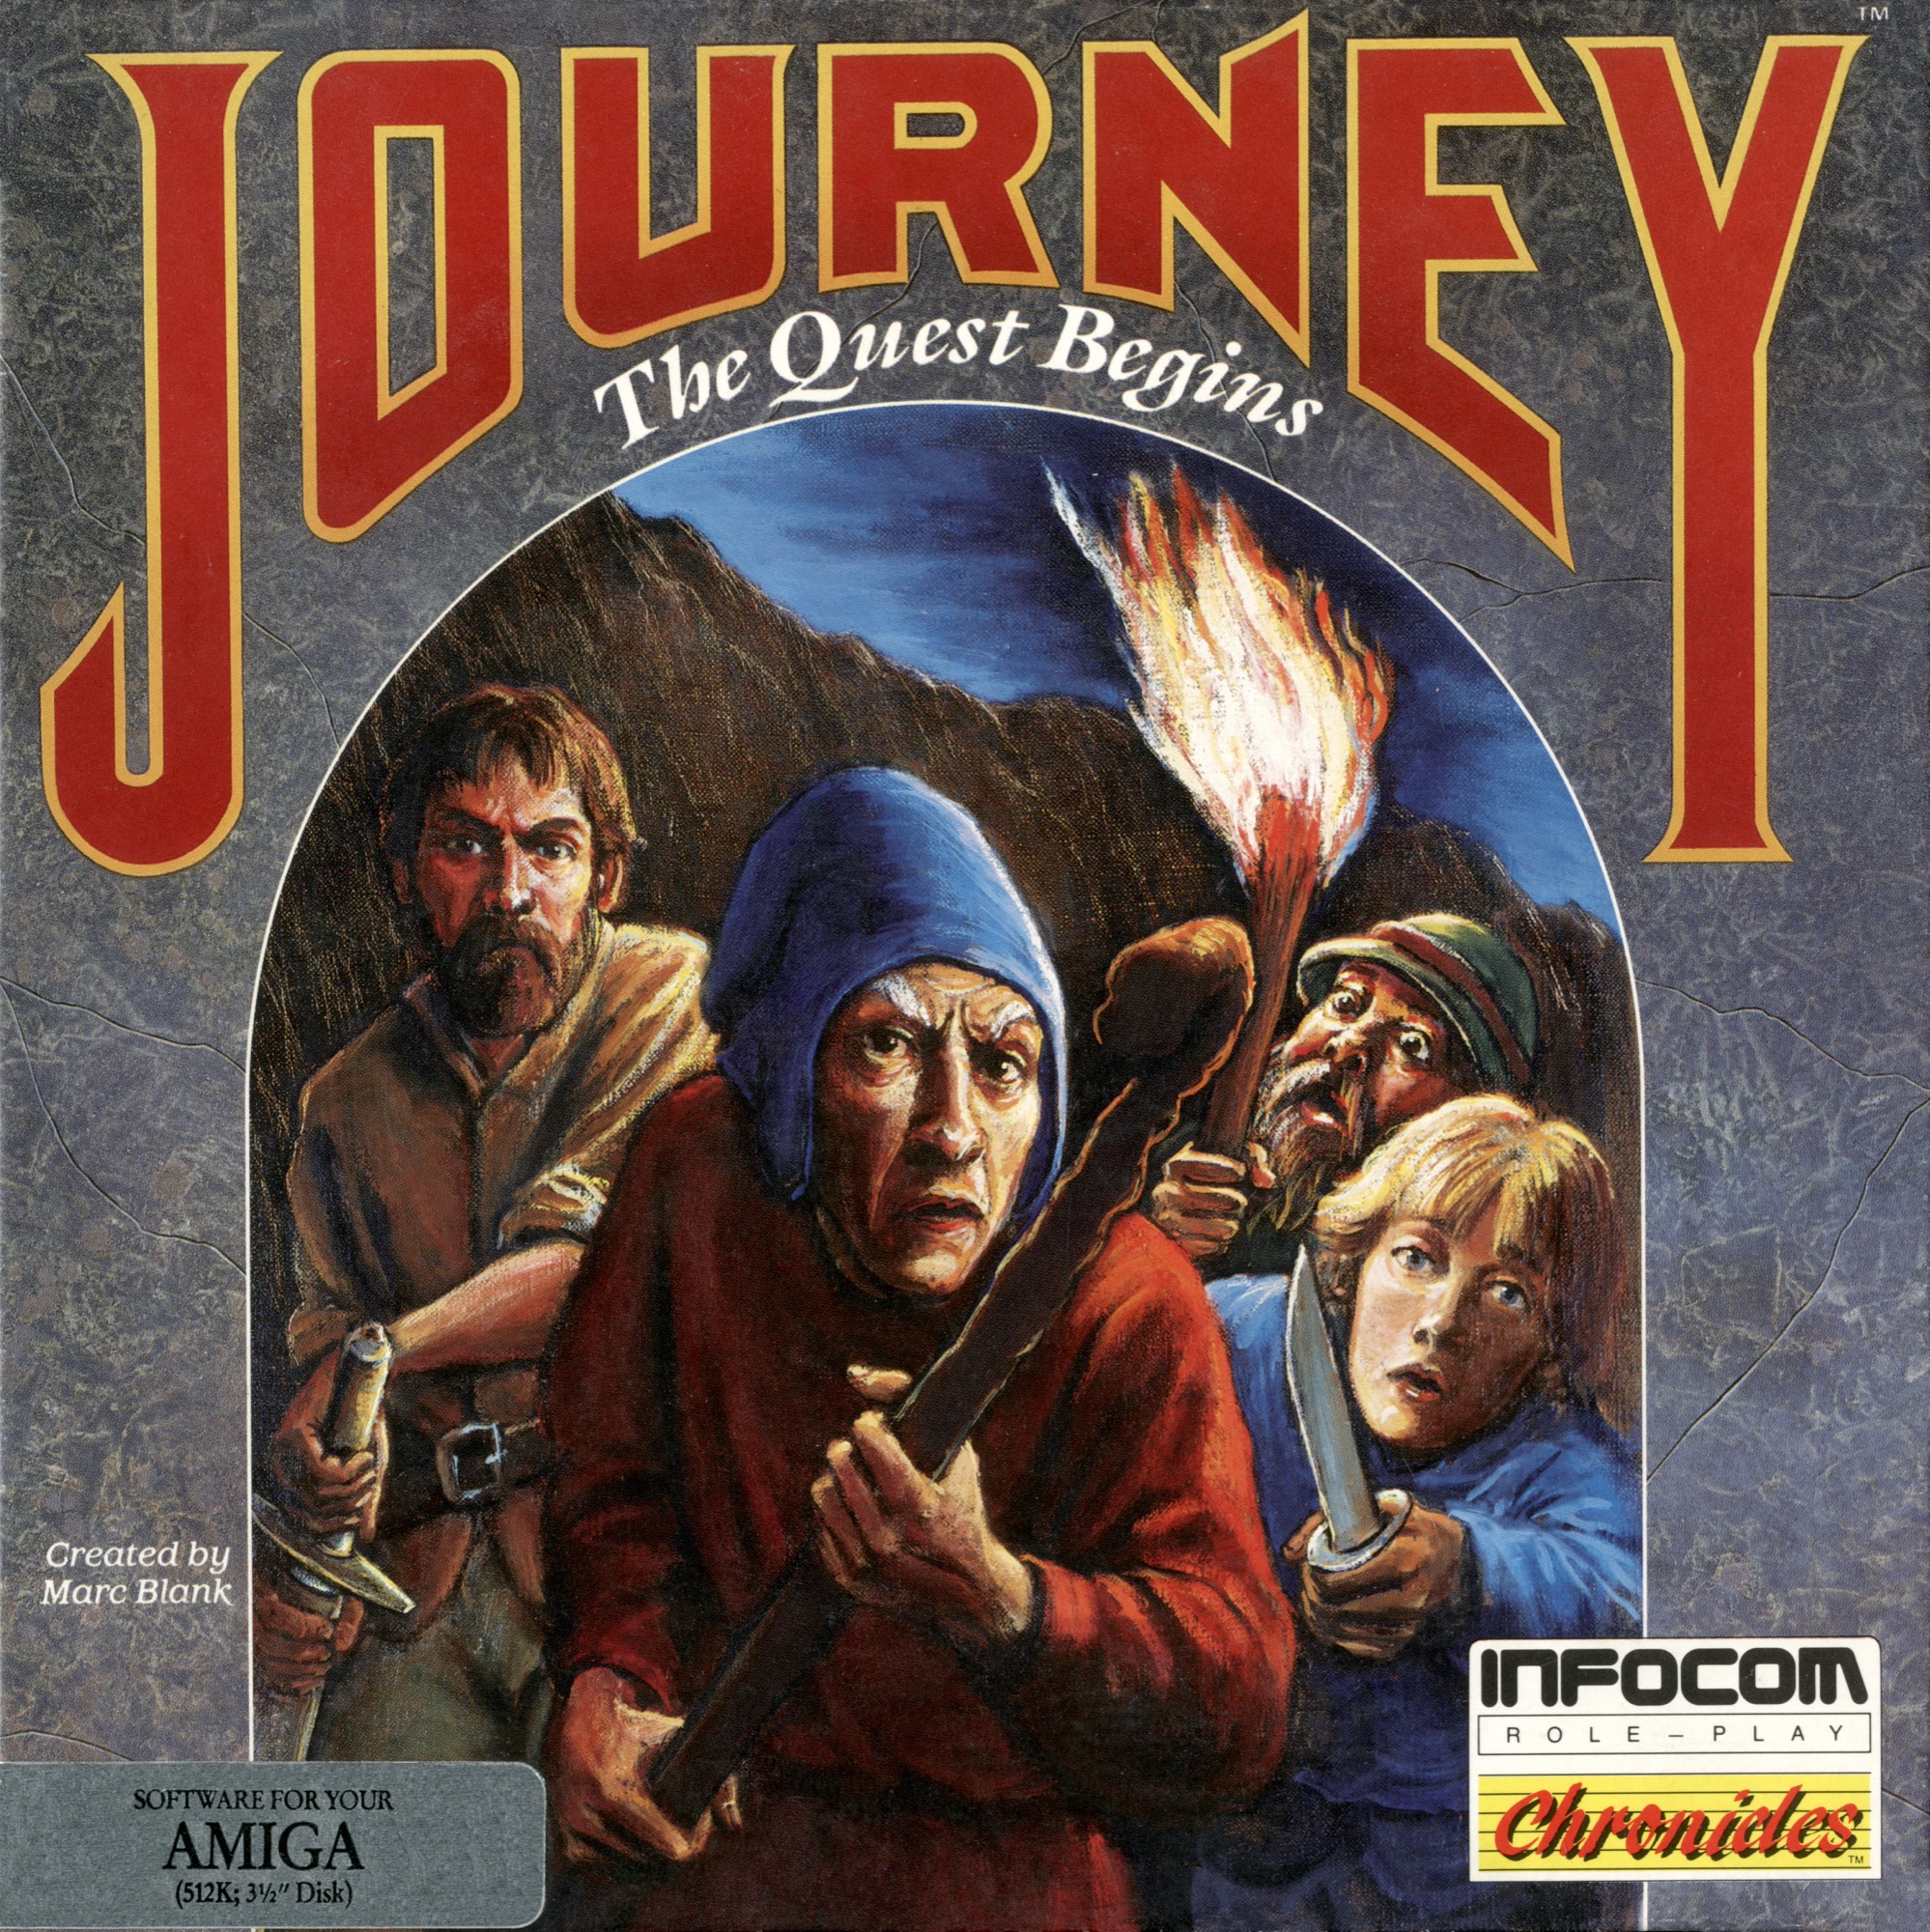 JOURNEY
TM
The Quest Begins
Created by
Marc Blank
SOFTWARE FOR YOUR
AMIGA
(512K; 3½" Disk)
INFOCOM
ROLE–PLAY
Chronicles
TM